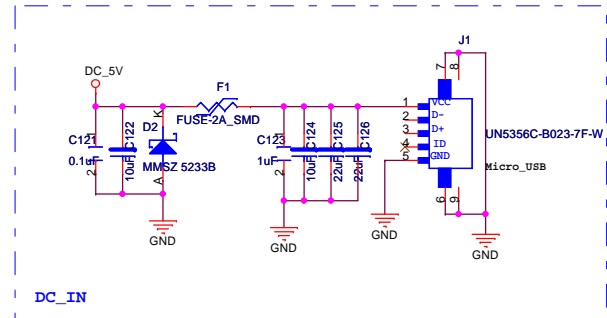 J1
DC_5V
F1
FUSE-2A_SMD
D2
MMSZ 5233B
K
A
C121
0.1uF
1
2
C122
10uF
C123
1uF
1
2
C124
10uF
C125
22uF
C126
22uF
7
8
1
VCC
2
D-
3
D+
4
ID
5
GND
6
9
UN5356C-B023-7F-W
Micro_USB
GND
GND
GND
GND
DC_IN